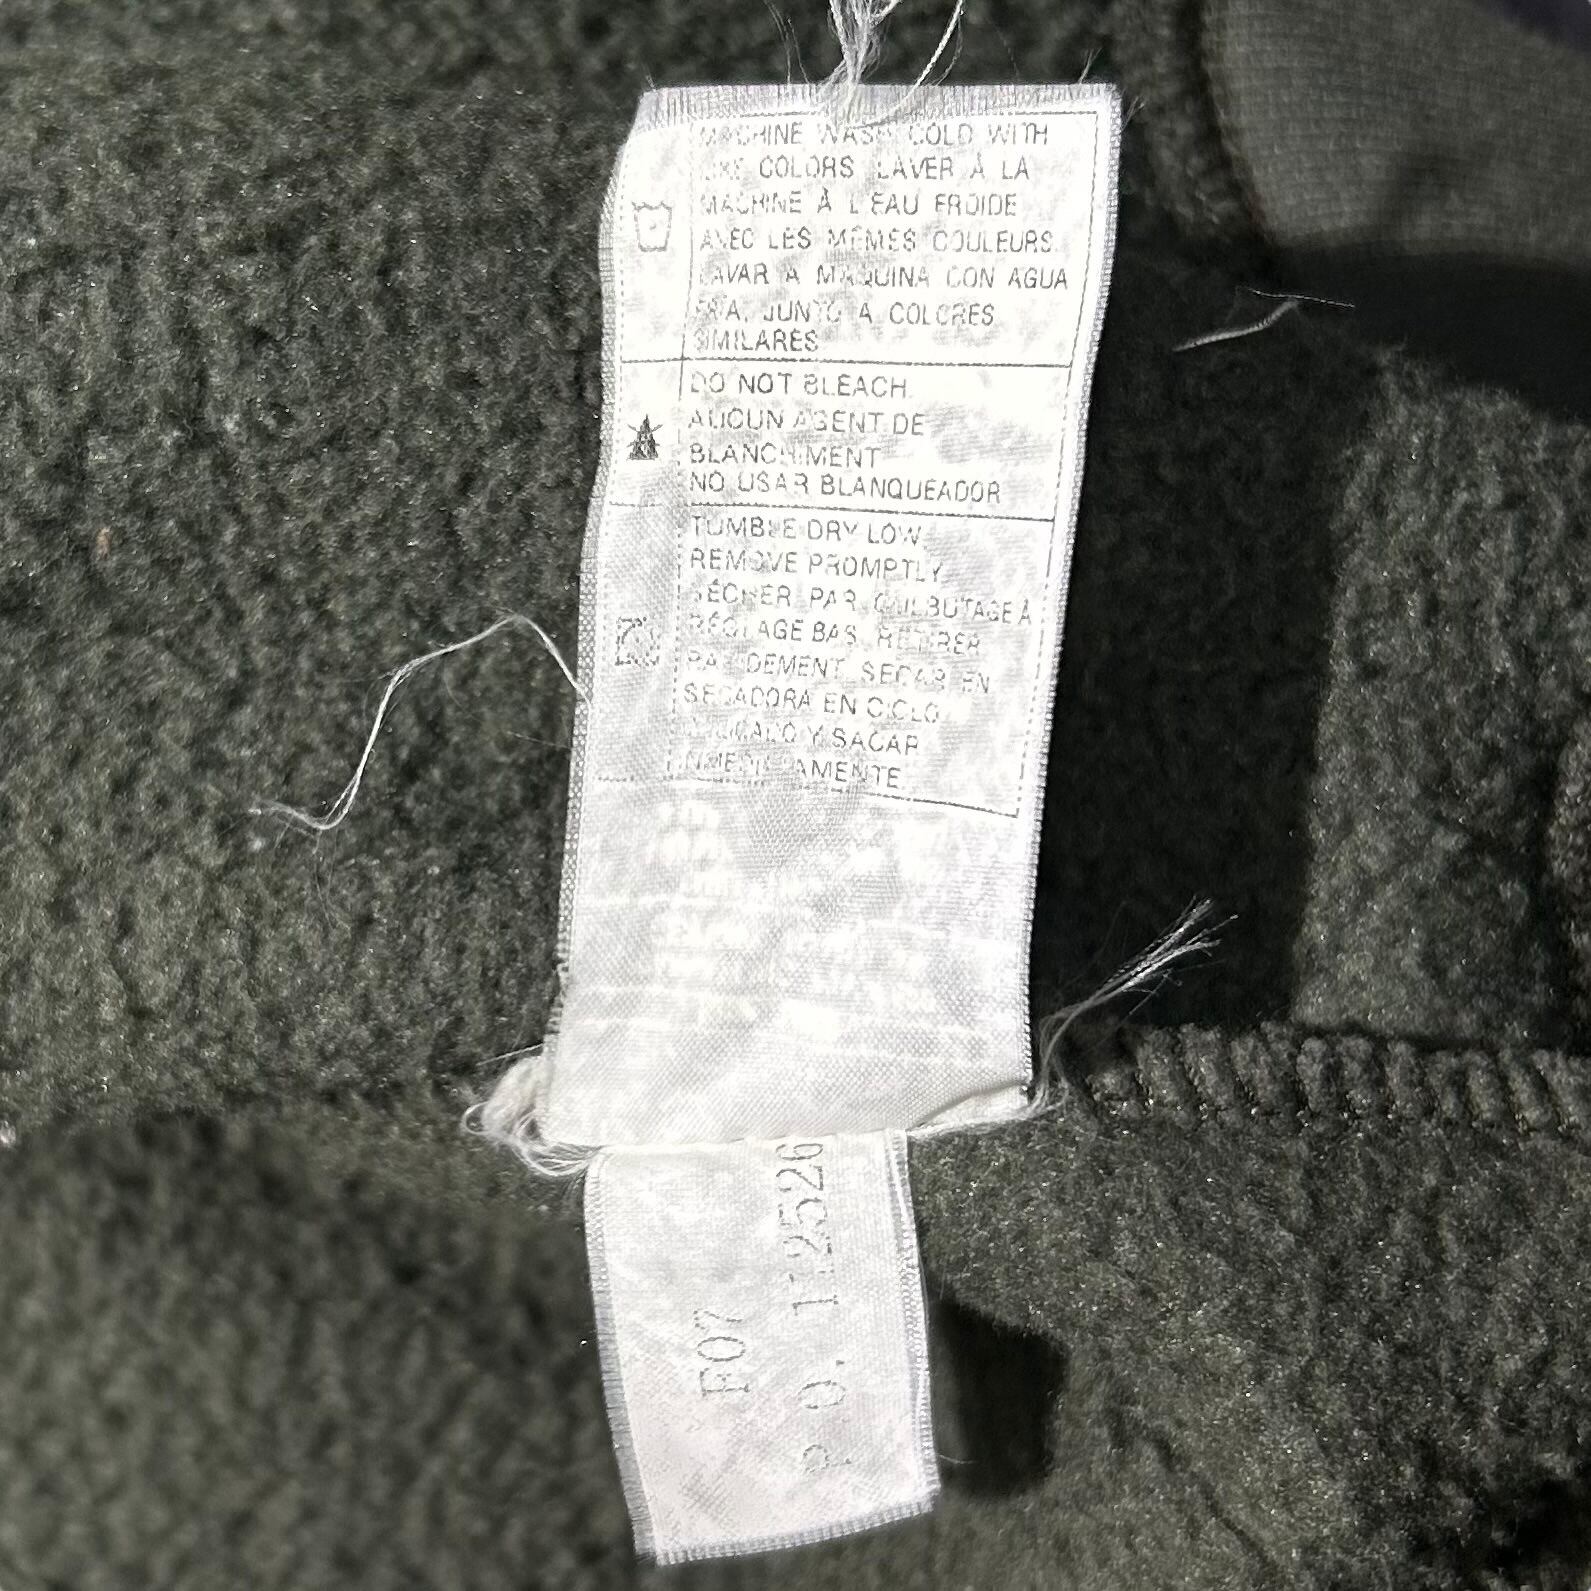 MACHINE WASH COLD WITH
LIKE COLORS LAVER À LA
MACHINE À L'EAU FROIDE
AVEC LES MÊMES COULEURS.
LAVAR A MAQUINA CON AGUA
FRIA, JUNTO A COLORES
SIMILARES
DO NOT BLEACH.
AUCUN AGENT DE
BLANCHIMENT
NO USAR BLANQUEADOR
TUMBLE DRY LOW.
REMOVE PROMPTLY
SÉCHER PAR CULBUTAGE À
RÉGLAGE BAS. RETIRER
RAPIDEMENT. SECAR EN
SECADORA EN CICLO
Y SACAR
INMEDIATAMENTE
F07
P.O. 1125526